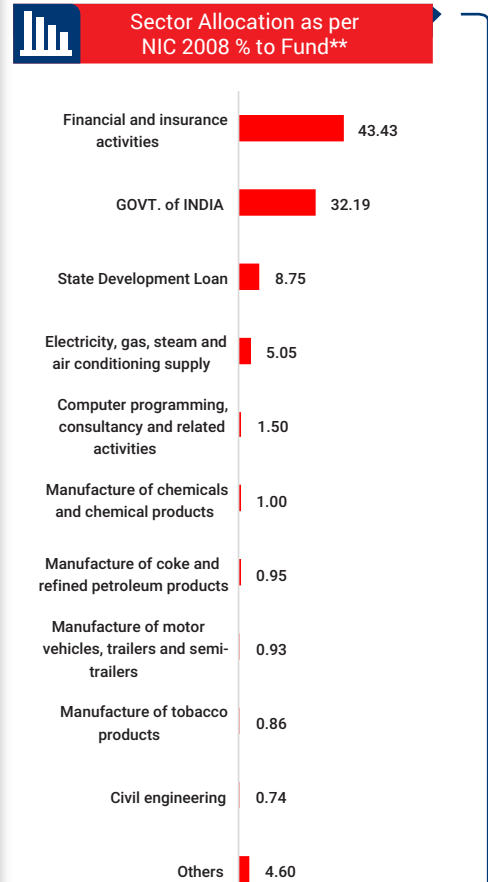 Sector Allocation as per
NIC 2008 % to Fund**
Financial and insurance
activities
43.43
GOVT. of INDIA
32.19
State Development Loan
8.75
Electricity, gas, steam and
air conditioning supply
5.05
Computer programming,
consultancy and related
activities
1.50
Manufacture of chemicals
and chemical products
1.00
Manufacture of coke and
refined petroleum products
0.95
Manufacture of motor
vehicles, trailers and semi-
trailers
0.93
Manufacture of tobacco
products
0.86
Civil engineering
0.74
Others
4.60